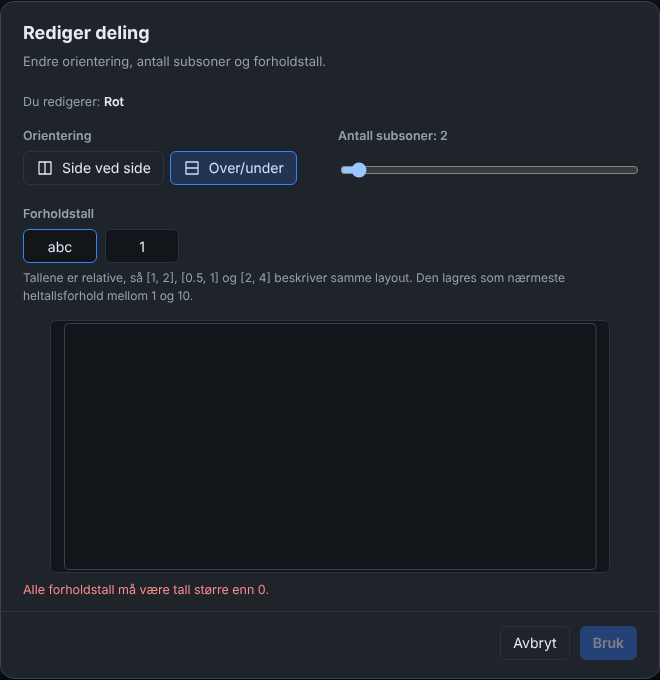 Rediger deling
Endre orientering, antall subsoner og forholdstall.
Du redigerer: Rot
Orientering
Antall subsoner: 2
Side ved side
Over/under
Forholdstall
abc
1
Tallene er relative, så [1, 2], [0.5, 1] og [2, 4] beskriver samme layout. Den lagres som nærmeste
heltallsforhold mellom 1 og 10.
Alle forholdstall må være tall større enn 0.
Avbryt
Bruk